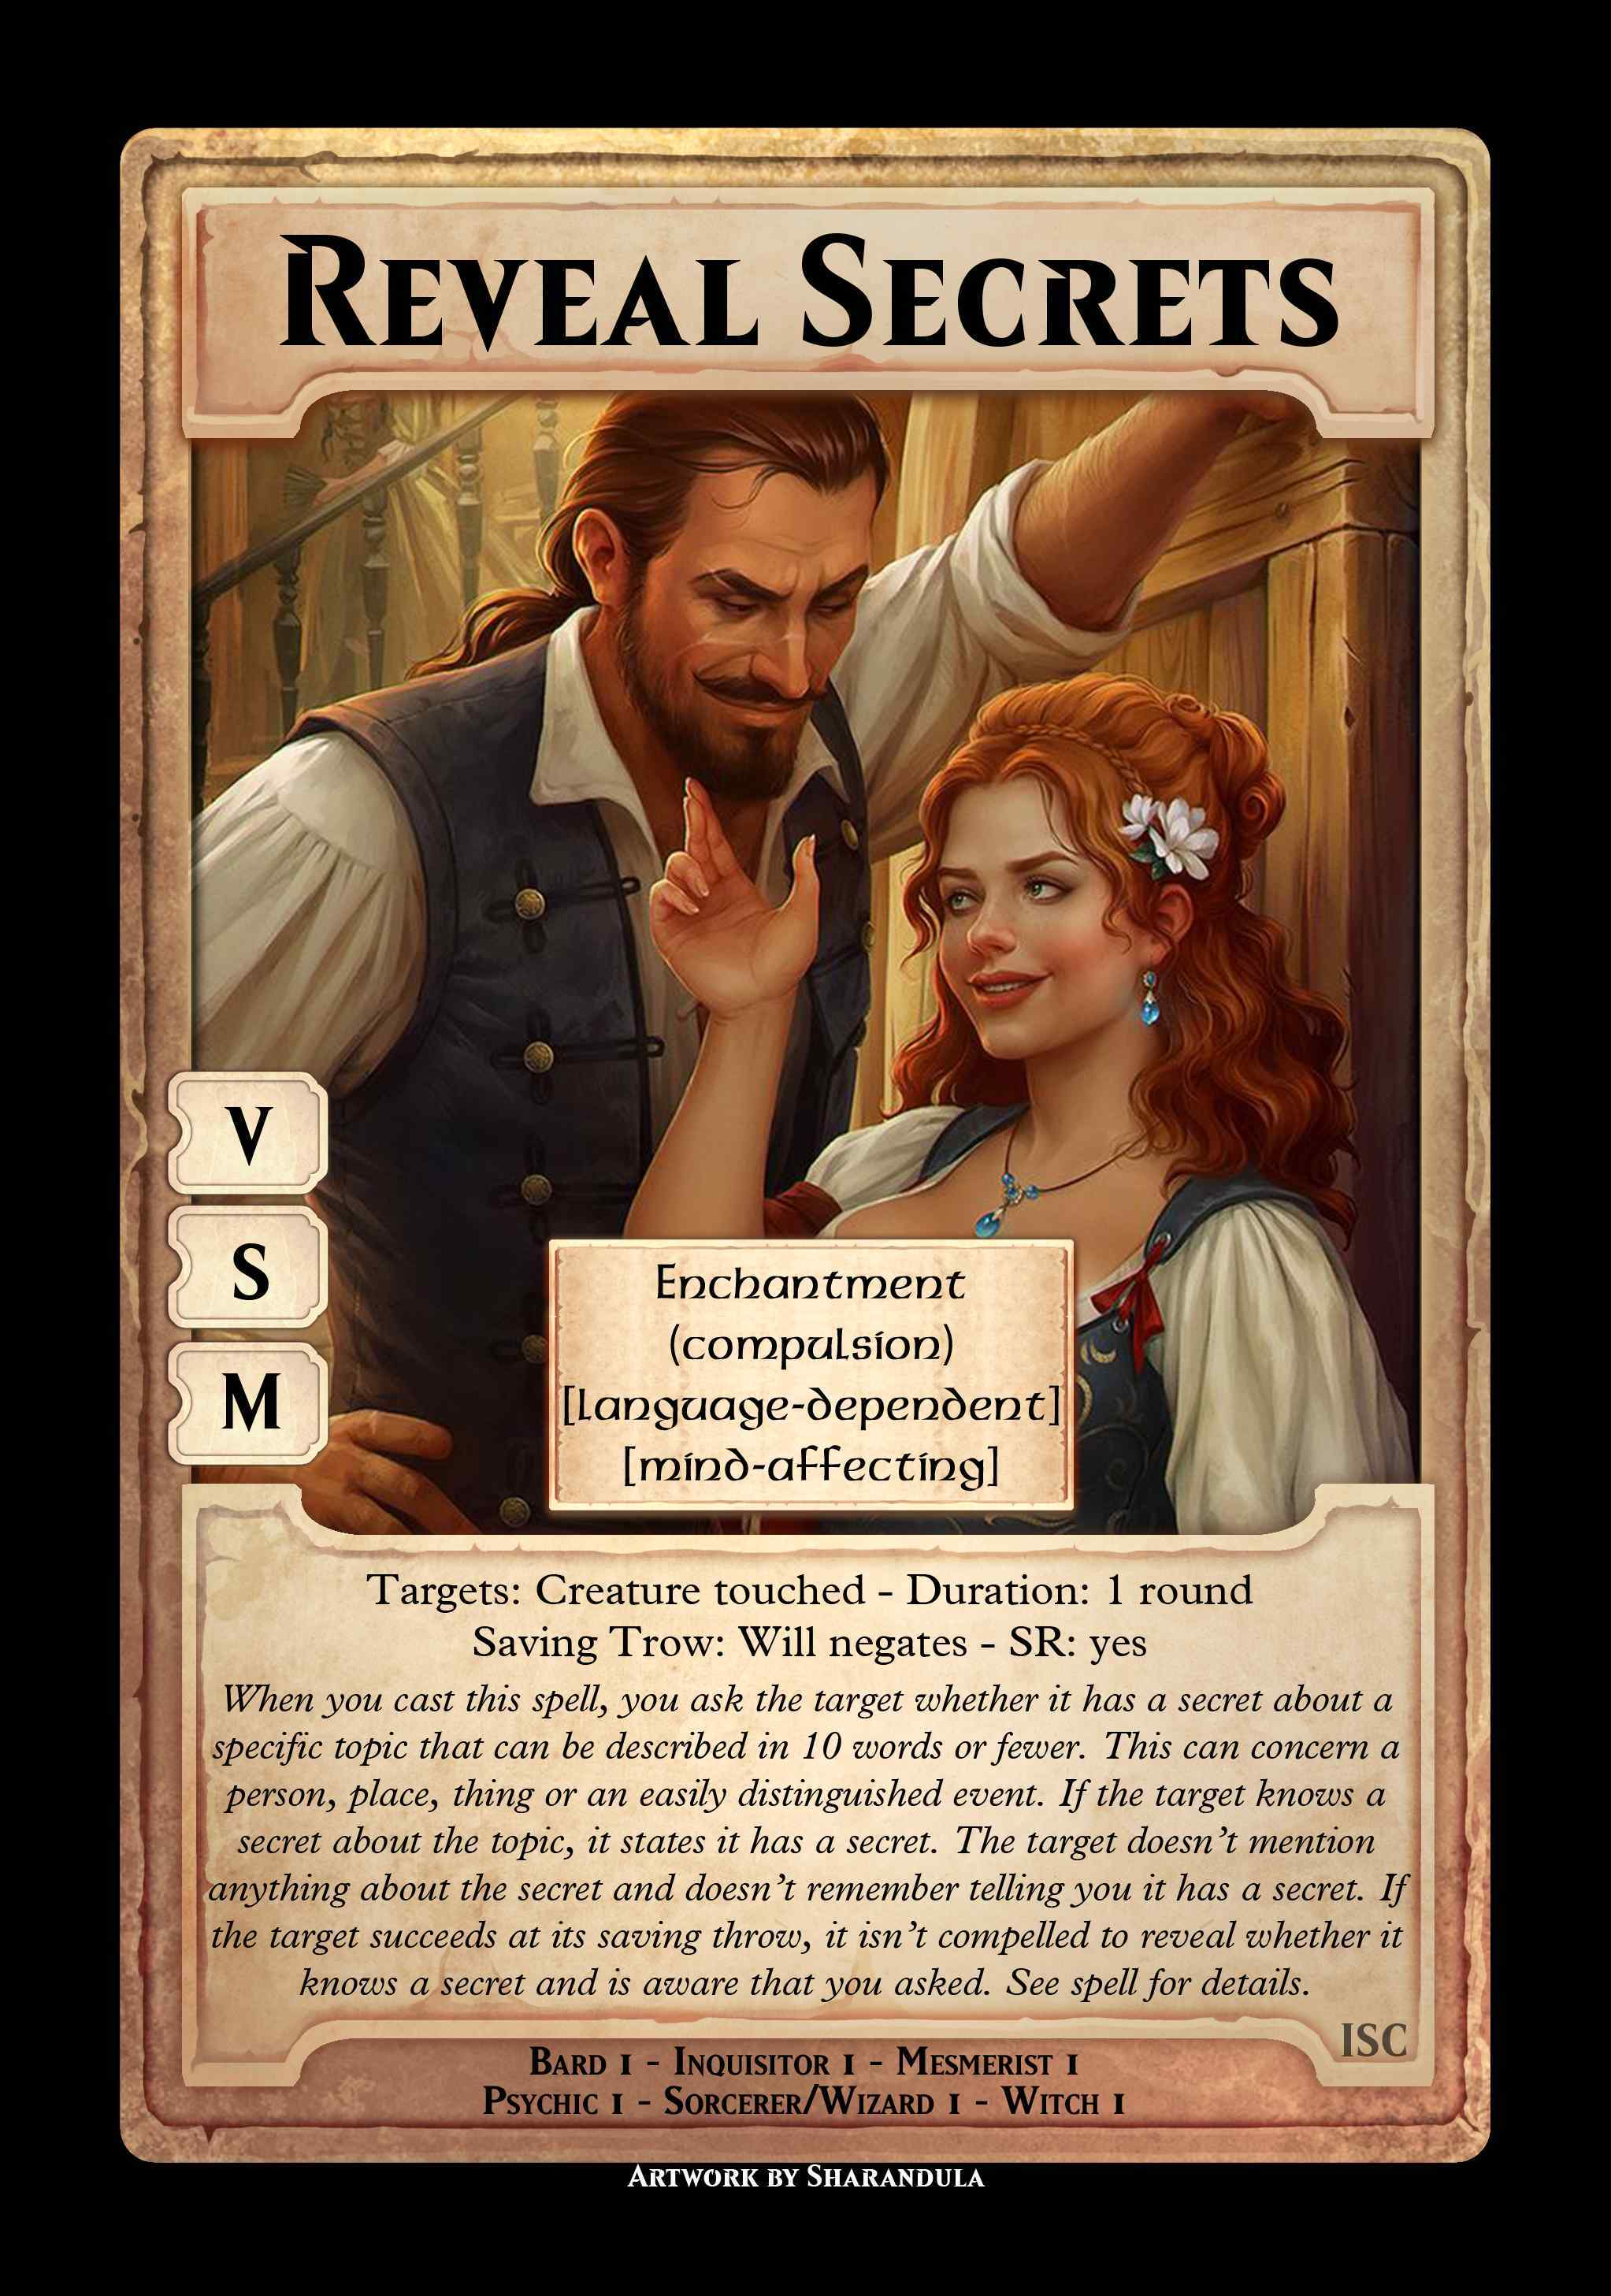 Reveal Secrets
V
S
M
Enchantment
(compulsion)
[language-dependent]
[mind-affecting]
Targets: Creature touched - Duration: 1 round
Saving Trow: Will negates - SR: yes
When you cast this spell, you ask the target whether it has a secret about a
specific topic that can be described in 10 words or fewer. This can concern a
person, place, thing or an easily distinguished event. If the target knows a
secret about the topic, it states it has a secret. The target doesn't mention
anything about the secret and doesn't remember telling you it has a secret. If
the target succeeds at its saving throw, it isn't compelled to reveal whether it
knows a secret and is aware that you asked. See spell for details.
ISC
Bard 1 - Inquisitor 1 - Mesmerist 1
Psychic 1 - Sorcerer/Wizard 1 - Witch 1
Artwork by Sharandula